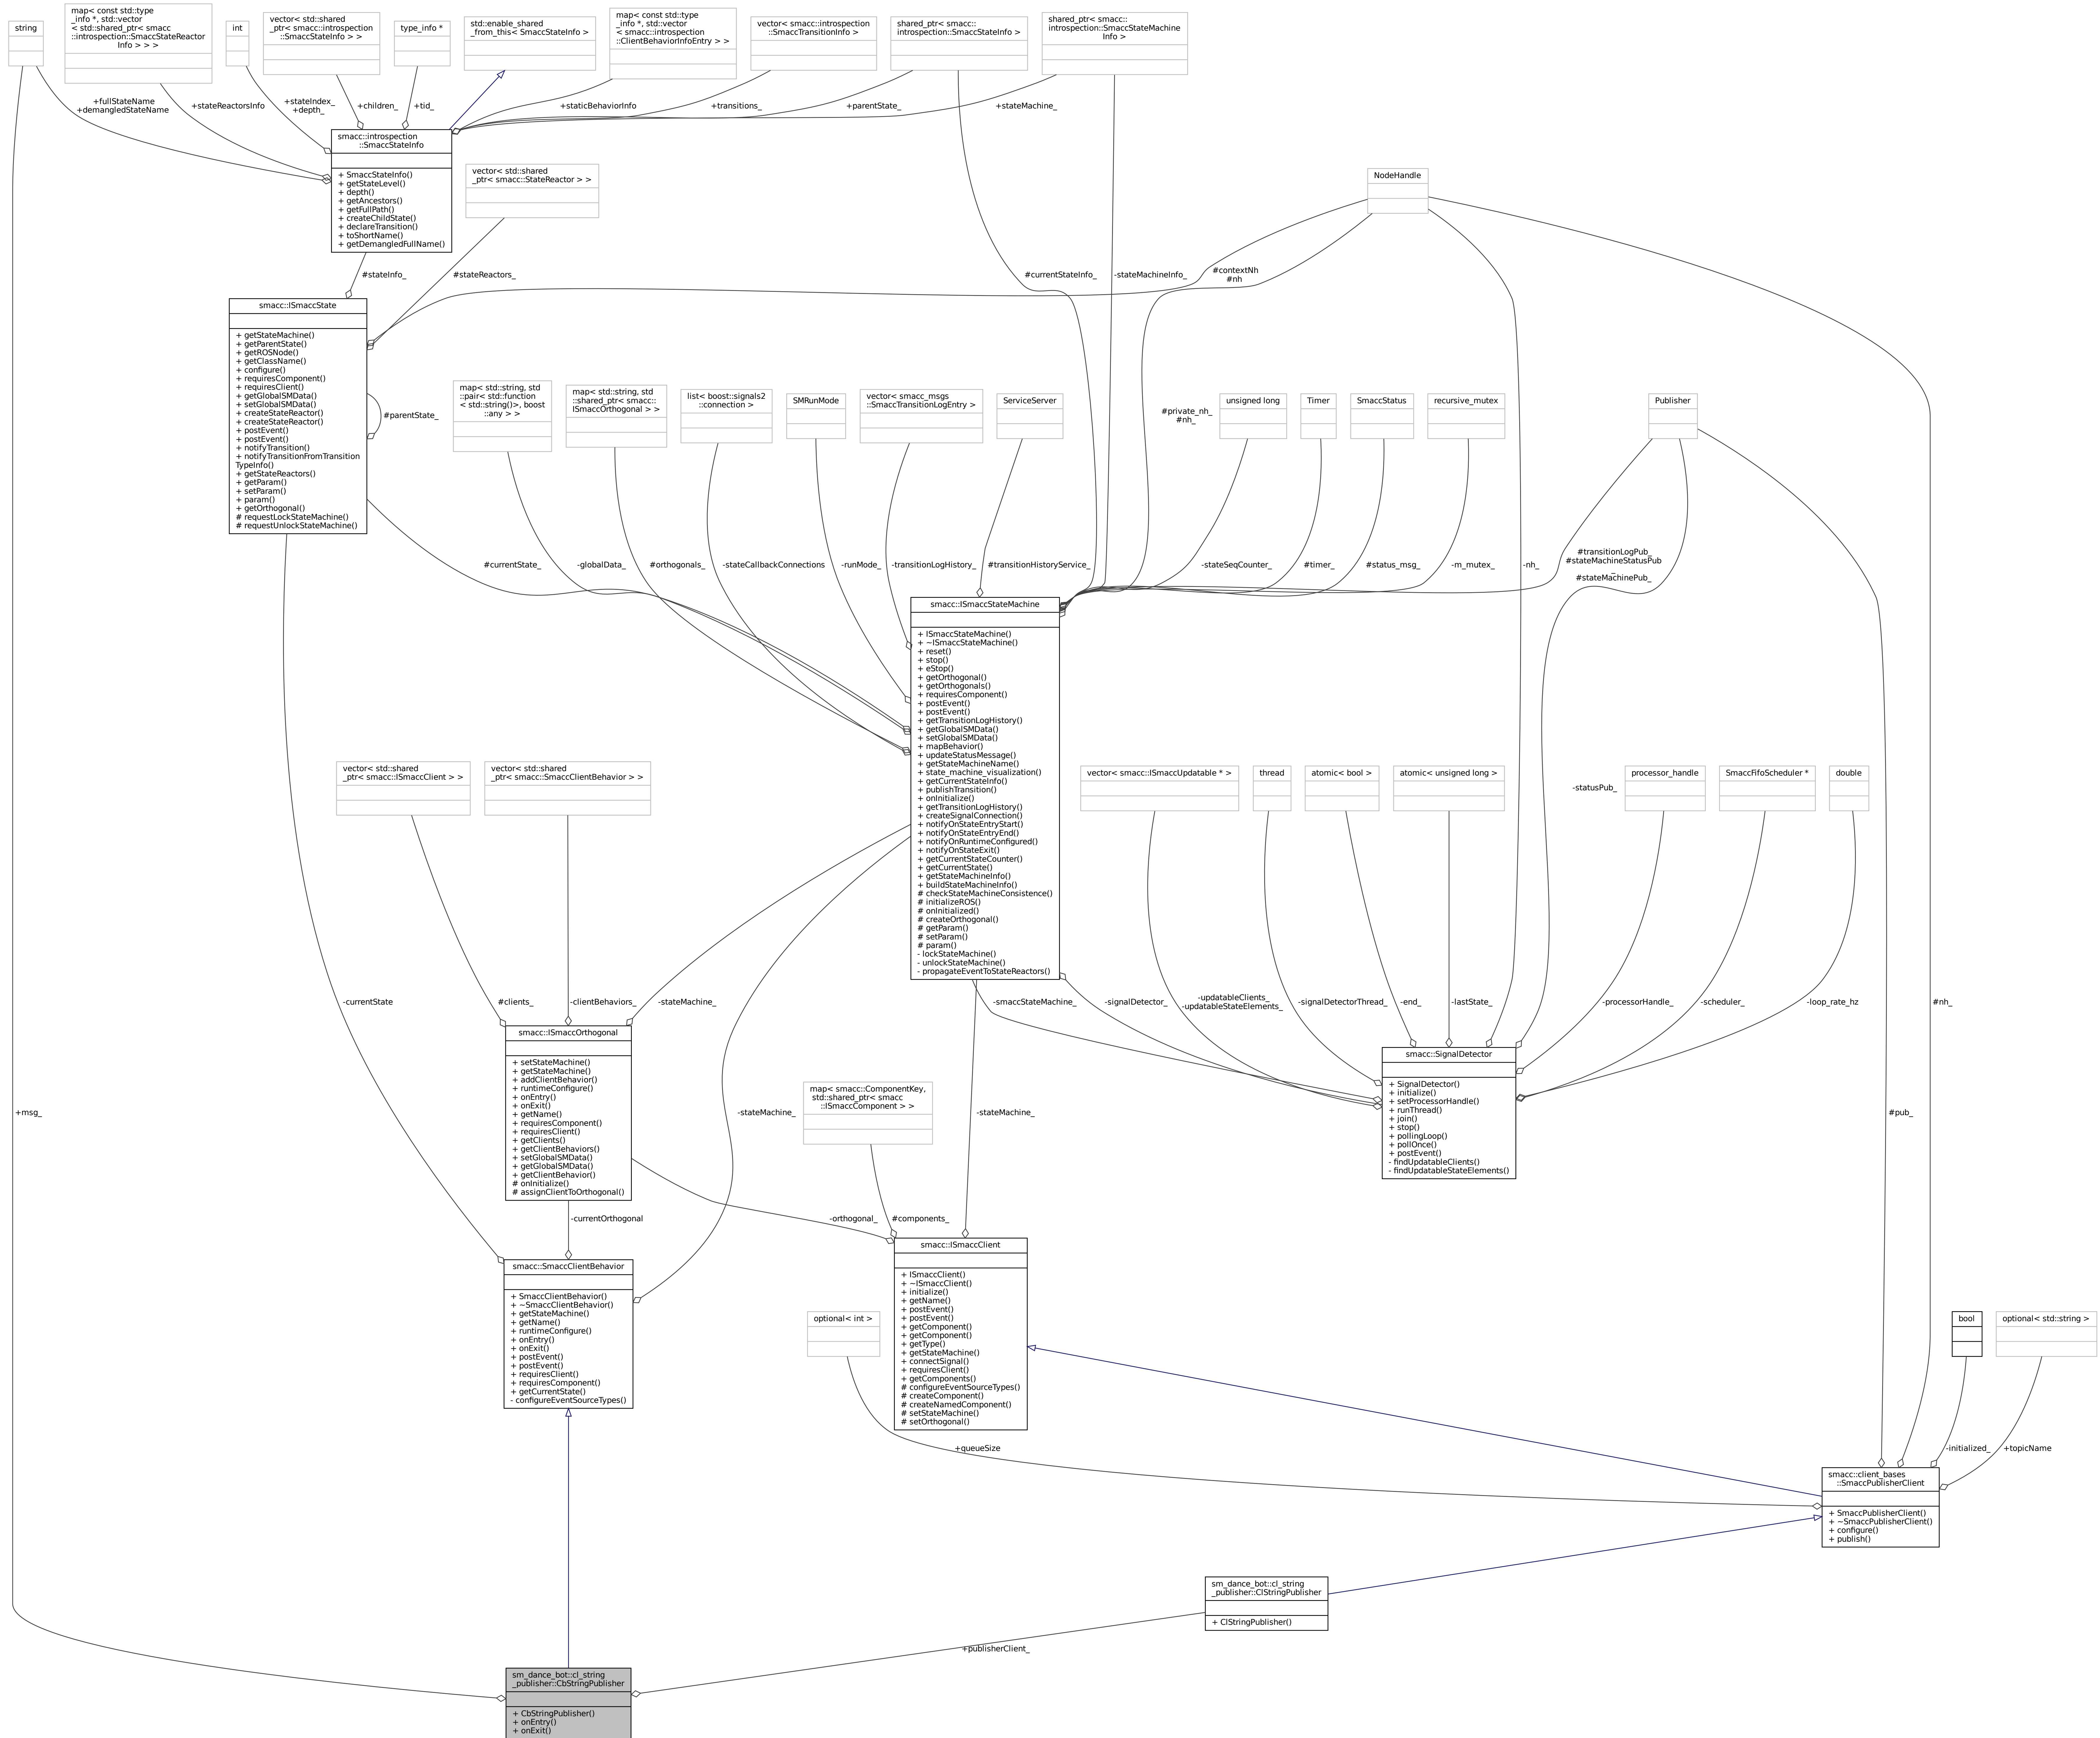 string
map< const std::type
_info *, std::vector
< std::shared_ptr< smacc
::introspection::SmaccStateReactor
Info > > >
int
vector< std::shared
_ptr< smacc::introspection
::SmaccStateInfo > >
type_info *
std::enable_shared
_from_this< SmaccStateInfo >
map< const std::type
_info *, std::vector
< smacc::introspection
::ClientBehaviorInfoEntry > >
vector< smacc::introspection
::SmaccTransitionInfo >
shared_ptr< smacc::
introspection::SmaccStateInfo >
shared_ptr< smacc::
introspection::SmaccStateMachine
Info >
+fullStateName
+demangledStateName
+stateReactorsInfo
+stateIndex_
+depth_
+children_
+tid_
+staticBehaviorInfo
+transitions_
+parentState_
+stateMachine_
smacc::introspection
::SmaccStateInfo
+ SmaccStateInfo()
+ getStateLevel()
+ depth()
+ getAncestors()
+ getFullPath()
+ createChildState()
+ declareTransition()
+ toShortName()
+ getDemangledFullName()
vector< std::shared
_ptr< smacc::StateReactor > >
NodeHandle
#stateInfo_
#stateReactors_
#currentStateInfo_
-stateMachineInfo_
#contextNh
#nh
smacc::ISmaccState
+ getStateMachine()
+ getParentState()
+ getROSNode()
+ getClassName()
+ configure()
+ requiresComponent()
+ requiresClient()
+ getGlobalSMData()
+ setGlobalSMData()
+ createStateReactor()
+ createStateReactor()
+ postEvent()
+ postEvent()
+ notifyTransition()
+ notifyTransitionFromTransition
TypeInfo()
+ getStateReactors()
+ getParam()
+ setParam()
+ param()
+ getOrthogonal()
# requestLockStateMachine()
# requestUnlockStateMachine()
#parentState_
map< std::string, std
::pair< std::function
< std::string()>, boost
::any > >
map< std::string, std
::shared_ptr< smacc::
ISmaccOrthogonal > >
list< boost::signals2
::connection >
SMRunMode
vector< smacc_msgs
::SmaccTransitionLogEntry >
ServiceServer
#private_nh_
#nh_
unsigned long
Timer
SmaccStatus
recursive_mutex
Publisher
#currentState_
-globalData_
#orthogonals_
-stateCallbackConnections
-runMode_
-transitionLogHistory_
#transitionHistoryService_
-stateSeqCounter_
#timer_
#status_msg_
-m_mutex_
-nh_
#transitionLogPub_
#stateMachineStatusPub
_
#stateMachinePub_
smacc::ISmaccStateMachine
+ ISmaccStateMachine()
+ ~ISmaccStateMachine()
+ reset()
+ stop()
+ eStop()
+ getOrthogonal()
+ getOrthogonals()
+ requiresComponent()
+ postEvent()
+ postEvent()
+ getTransitionLogHistory()
+ getGlobalSMData()
+ setGlobalSMData()
+ mapBehavior()
+ updateStatusMessage()
+ getStateMachineName()
+ state_machine_visualization()
+ getCurrentStateInfo()
+ publishTransition()
+ onInitialize()
+ getTransitionLogHistory()
+ createSignalConnection()
+ notifyOnStateEntryStart()
+ notifyOnStateEntryEnd()
+ notifyOnRuntimeConfigured()
+ notifyOnStateExit()
+ getCurrentStateCounter()
+ getCurrentState()
+ getStateMachineInfo()
+ buildStateMachineInfo()
# checkStateMachineConsistence()
# initializeROS()
# onInitialized()
# createOrthogonal()
# getParam()
# setParam()
# param()
- lockStateMachine()
- unlockStateMachine()
- propagateEventToStateReactors()
vector< std::shared
_ptr< smacc::ISmaccClient > >
vector< std::shared
_ptr< smacc::SmaccClientBehavior > >
vector< smacc::ISmaccUpdatable * >
thread
atomic< bool >
atomic< unsigned long >
-statusPub_
processor_handle
SmaccFifoScheduler *
double
-currentState
#clients_
-clientBehaviors_
-stateMachine_
-smaccStateMachine_
-signalDetector_
-updatableClients_
-updatableStateElements_
-signalDetectorThread_
-end_
-lastState_
-processorHandle_
-scheduler_
-loop_rate_hz
#nh_
smacc::ISmaccOrthogonal
+ setStateMachine()
+ getStateMachine()
+ addClientBehavior()
+ runtimeConfigure()
+ onEntry()
+ onExit()
+ getName()
+ requiresComponent()
+ requiresClient()
+ getClients()
+ getClientBehaviors()
+ setGlobalSMData()
+ getGlobalSMData()
+ getClientBehavior()
# onInitialize()
# assignClientToOrthogonal()
smacc::SignalDetector
+ SignalDetector()
+ initialize()
+ setProcessorHandle()
+ runThread()
+ join()
+ stop()
+ pollingLoop()
+ pollOnce()
+ postEvent()
- findUpdatableClients()
- findUpdatableStateElements()
+msg_
-stateMachine_
map< smacc::ComponentKey,
std::shared_ptr< smacc
::ISmaccComponent > >
-stateMachine_
#pub_
-currentOrthogonal
-orthogonal_
#components_
smacc::SmaccClientBehavior
+ SmaccClientBehavior()
+ ~SmaccClientBehavior()
+ getStateMachine()
+ getName()
+ runtimeConfigure()
+ onEntry()
+ onExit()
+ postEvent()
+ postEvent()
+ requiresClient()
+ requiresComponent()
+ getCurrentState()
- configureEventSourceTypes()
smacc::ISmaccClient
+ ISmaccClient()
+ ~ISmaccClient()
+ initialize()
+ getName()
+ postEvent()
+ postEvent()
+ getComponent()
+ getComponent()
+ getType()
+ getStateMachine()
+ connectSignal()
+ requiresClient()
+ getComponents()
# configureEventSourceTypes()
# createComponent()
# createNamedComponent()
# setStateMachine()
# setOrthogonal()
optional< int >
bool
optional< std::string >
+queueSize
-initialized_
+topicName
smacc::client_bases
::SmaccPublisherClient
+ SmaccPublisherClient()
+ ~SmaccPublisherClient()
+ configure()
+ publish()
sm_dance_bot::cl_string
_publisher::ClStringPublisher
+ ClStringPublisher()
+publisherClient_
sm_dance_bot::cl_string
_publisher::CbStringPublisher
+ CbStringPublisher()
+ onEntry()
+ onExit()